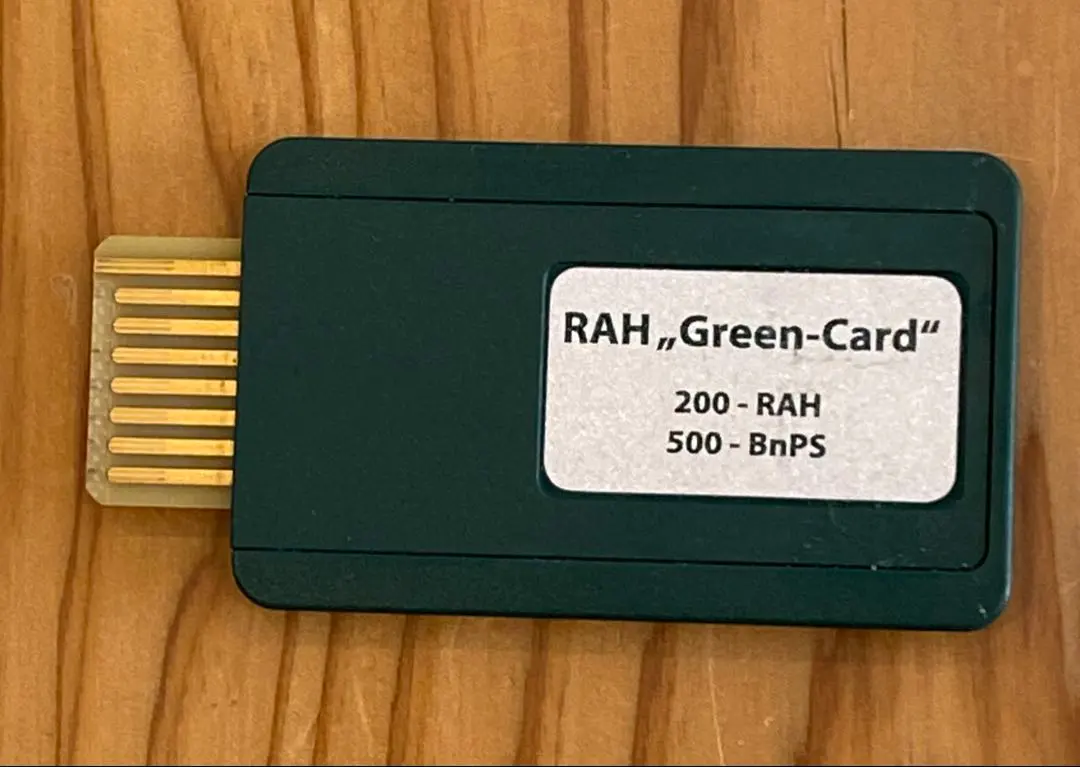 RAH „Green-Card“
200 - RAH
500 - BnPS